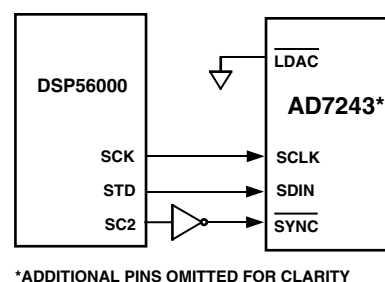 DSP56000
SCK
STD
SC2
LDAC
AD7243*
SCLK
SDIN
SYNC
*ADDITIONAL PINS OMITTED FOR CLARITY